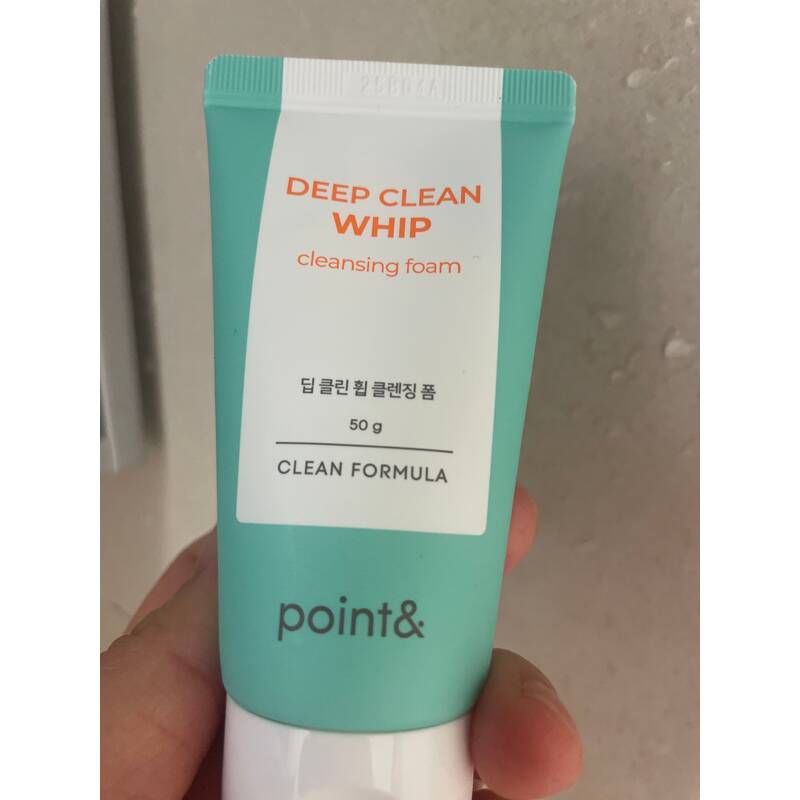 DEEP CLEAN
WHIP
cleansing foam
딥 클린 휩 클렌징 폼
50 g
CLEAN FORMULA
point&